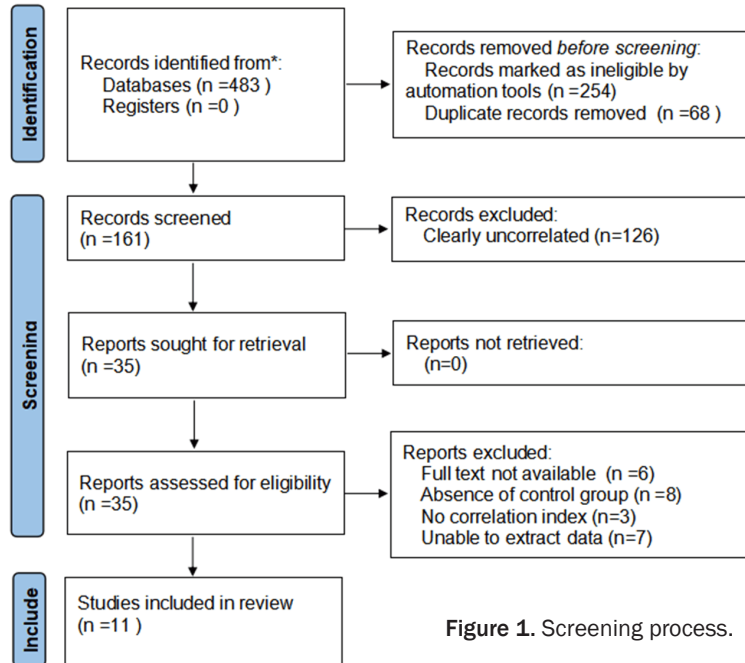 Identification
Records identified from*:
Databases (n =483 )
Registers (n =0 )
Records removed before screening:
Records marked as ineligible by
automation tools (n =254)
Duplicate records removed (n =68 )
Screening
Records screened
(n =161)
Records excluded:
Clearly uncorrelated (n=126)
Reports sought for retrieval
(n =35)
Reports not retrieved:
(n=0)
Reports assessed for eligibility
(n =35)
Reports excluded:
Full text not available (n =6)
Absence of control group (n =8)
No correlation index (n=3)
Unable to extract data (n=7)
Include
Studies included in review
(n =11 )
Figure 1. Screening process.